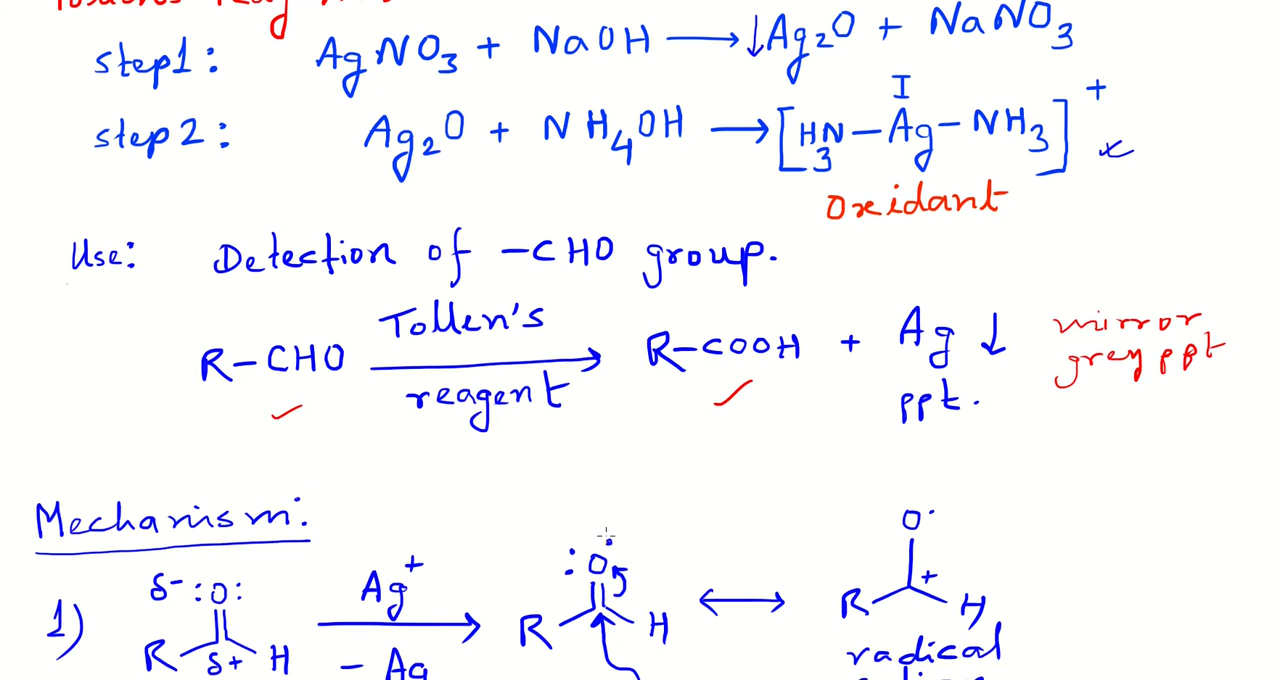 step1: AgNO3 + NaOH ⟶ ↓Ag2O + NaNO3
step2: Ag2O + NH4OH ⟶ [H3N–Ag–NH3]+
I
oxidant
Use: Detection of –CHO group.
R–CHO Tollen's reagent ⟶ R–COOH + Ag ↓ ppt.
mirror
grey ppt
Mechanism:
1) δ- :O: R δ+ H Ag+ – Ag ⟶ :O R H ⟷ O· + R H
radical